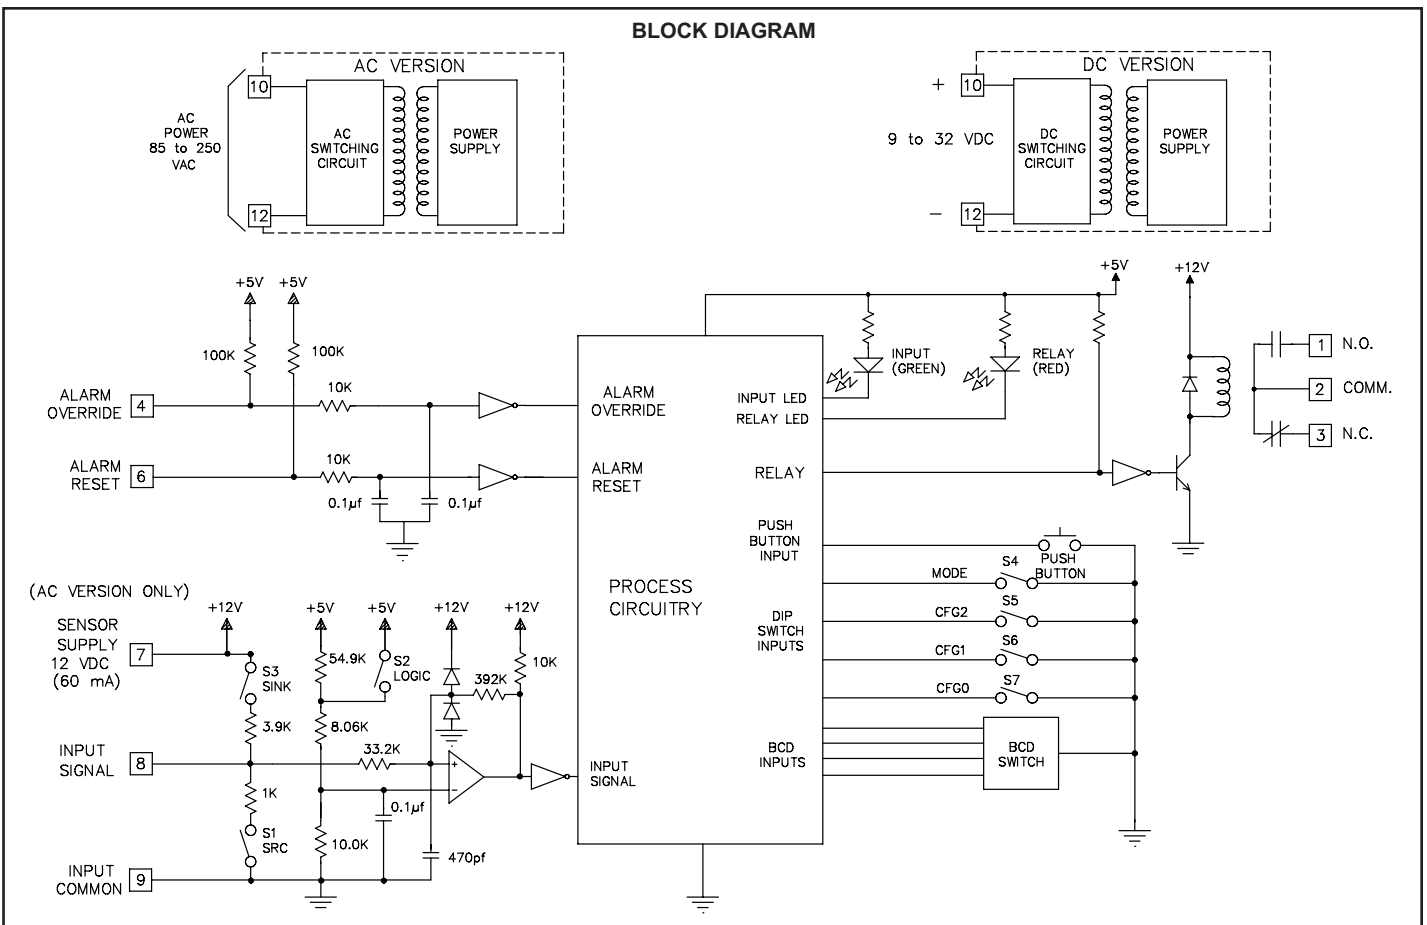 BLOCK DIAGRAM
AC VERSION
10
AC
POWER
85 to 250
VAC
12
AC
SWITCHING
CIRCUIT
POWER
SUPPLY
DC VERSION
+
10
9 to 32 VDC
−
12
DC
SWITCHING
CIRCUIT
POWER
SUPPLY
+5V
+5V
100K
100K
ALARM
OVERRIDE
4
10K
ALARM
RESET
6
10K
0.1µf
0.1µf
ALARM
OVERRIDE
ALARM
RESET
PROCESS
CIRCUITRY
INPUT
SIGNAL
INPUT LED
RELAY LED
RELAY
PUSH
BUTTON
INPUT
DIP
SWITCH
INPUTS
BCD
INPUTS
+5V
+12V
INPUT
(GREEN)
RELAY
(RED)
1
N.O.
2
COMM.
3
N.C.
PUSH
BUTTON
MODE
S4
CFG2
S5
CFG1
S6
CFG0
S7
BCD
SWITCH
(AC VERSION ONLY)
+12V
+5V
+5V
+12V
+12V
SENSOR
SUPPLY
12 VDC
(60 mA)
7
S3
SINK
54.9K
S2
LOGIC
392K
10K
3.9K
8.06K
INPUT
SIGNAL
8
33.2K
+
−
1K
0.1µf
S1
SRC
10.0K
470pf
INPUT
COMMON
9